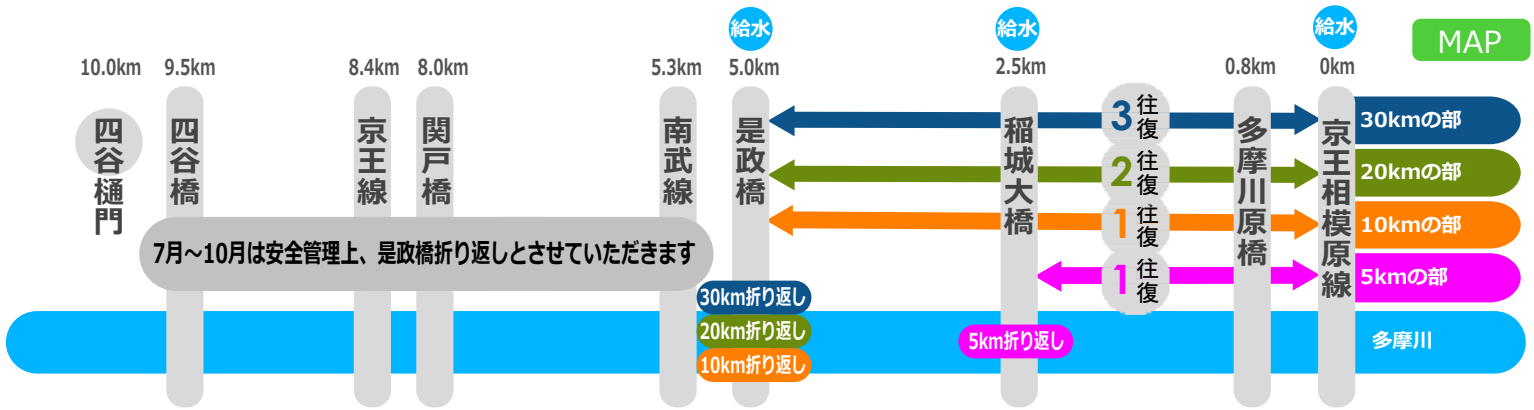 給水
給水
給水
MAP
10.0km
9.5km
8.4km
8.0km
5.3km
5.0km
2.5km
0.8km
0km
四谷樋門
四谷橋
京王線
関戸橋
南武線
是政橋
稲城大橋
多摩川原橋
京王相模原線
3往復
30kmの部
2往復
20kmの部
1往復
10kmの部
1往復
5kmの部
7月～10月は安全管理上、是政橋折り返しとさせていただきます
30km折り返し
20km折り返し
10km折り返し
5km折り返し
多摩川